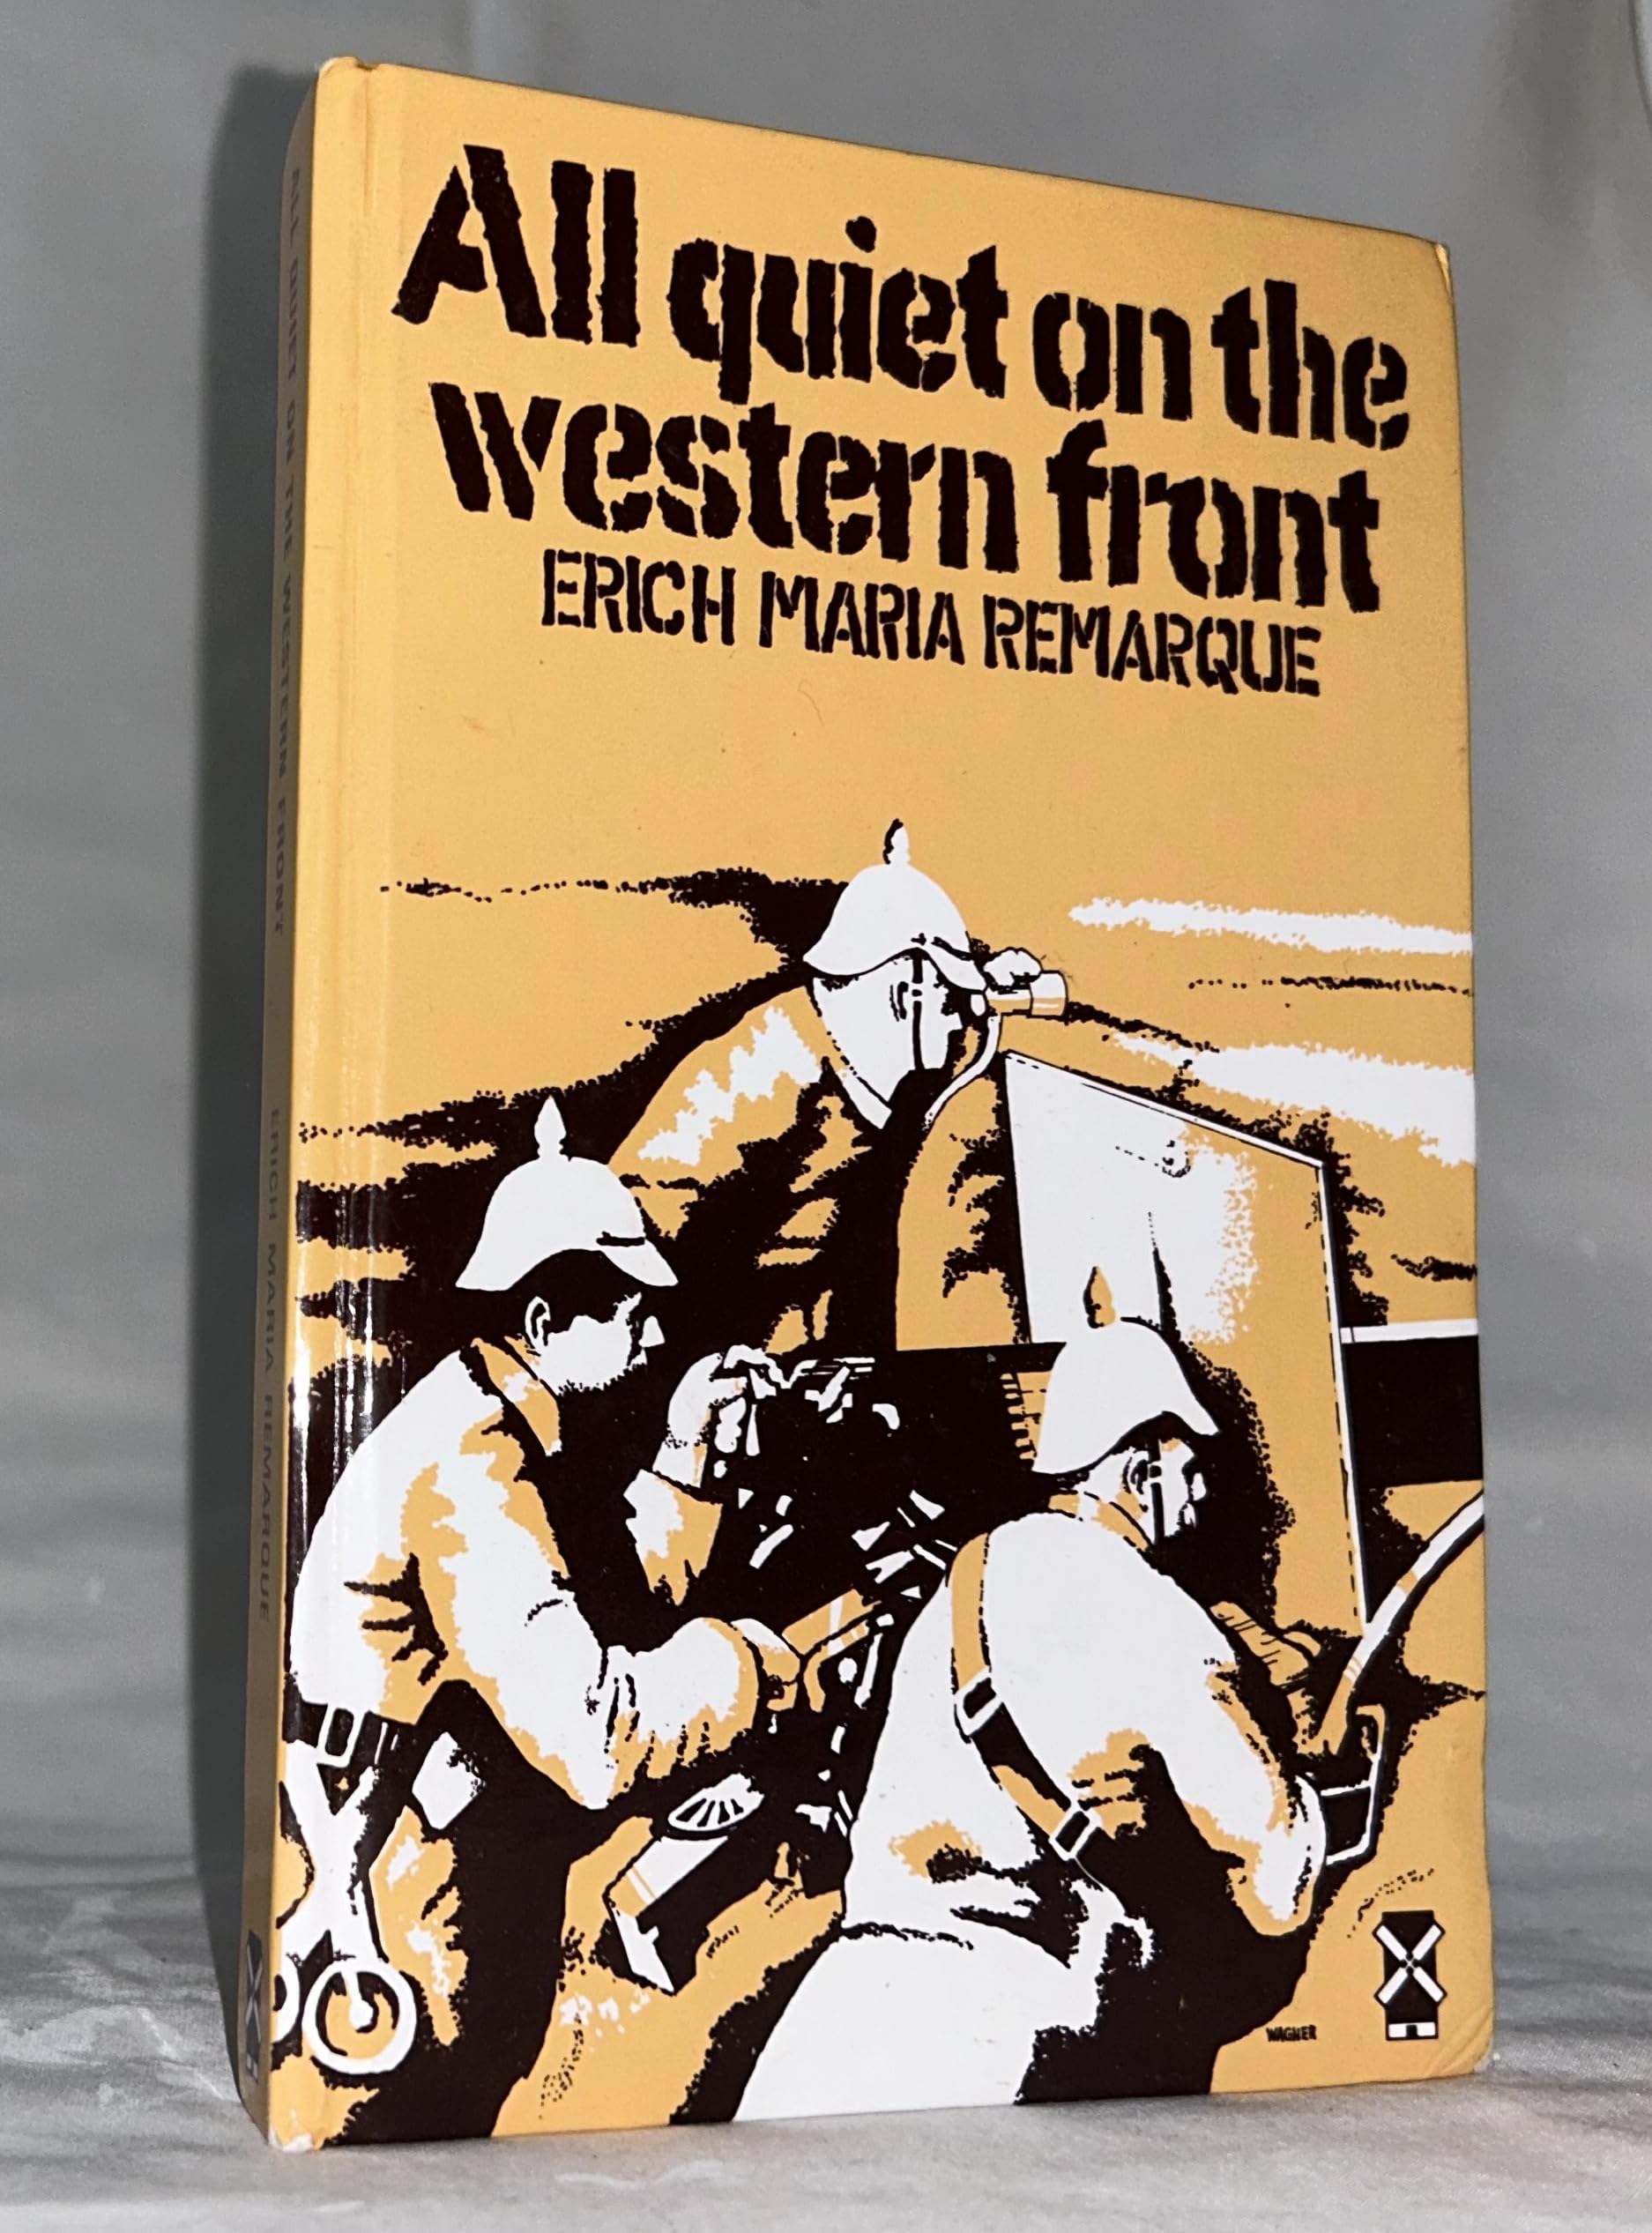 All quiet on the
western front
ERICH MARIA REMARQUE
WAGNER
ALL QUIET ON THE WESTERN FRONT ERICH MARIA REMARQUE